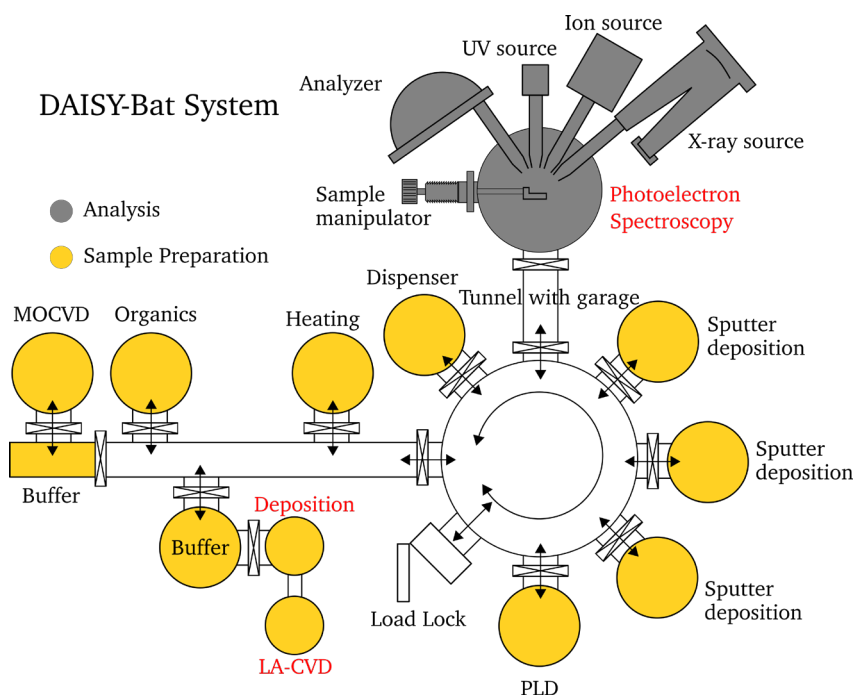 Ion source
UV source
Analyzer
DAISY-Bat System
X-ray source
Analysis
Sample
manipulator
Photoelectron
Spectroscopy
Sample Preparation
Dispenser
Tunnel with garage
MOCVD
Organics
Heating
Sputter
deposition
Sputter
deposition
Buffer
Deposition
Buffer
Sputter
deposition
Load Lock
LA-CVD
PLD